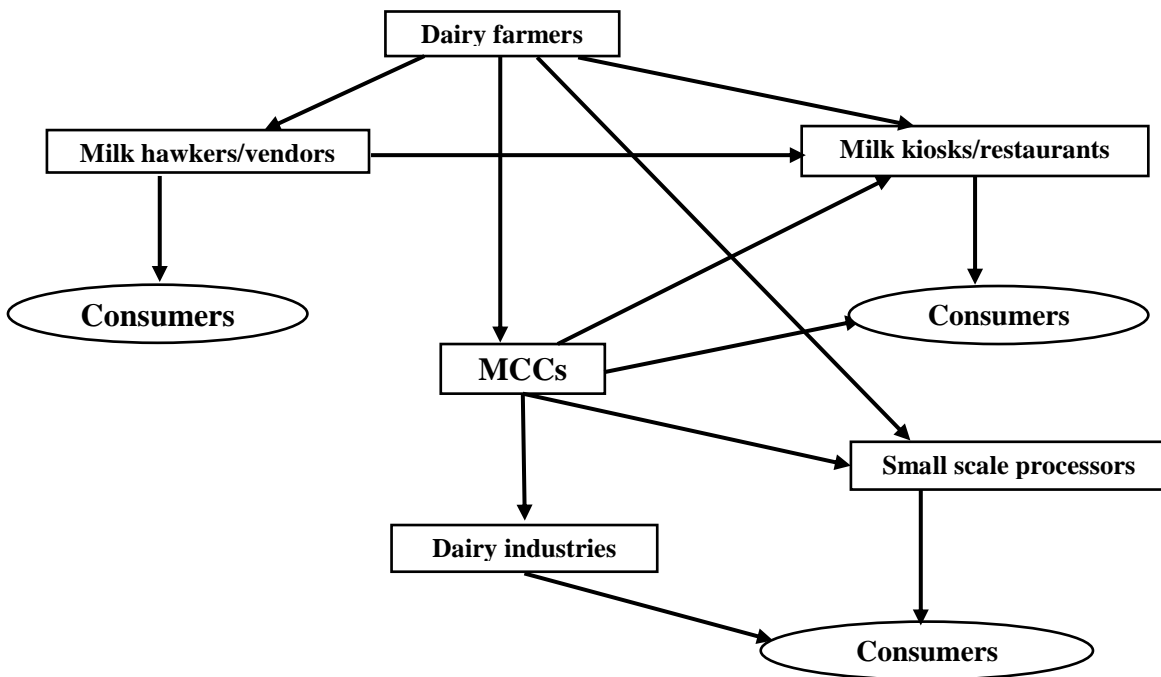 Dairy farmers
Milk hawkers/vendors
Milk kiosks/restaurants
Consumers
Consumers
MCCs
Small scale processors
Dairy industries
Consumers